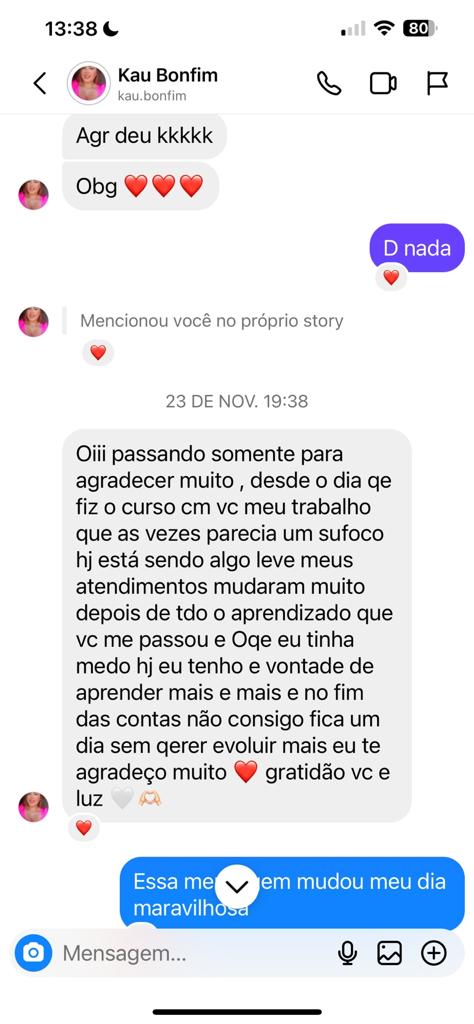 13:38
80
Kau Bonfim
kau.bonfim
Agr deu kkkkk
Obg ❤️❤️❤️
D nada
❤️
Mencionou você no próprio story
❤️
23 DE NOV. 19:38
Oiii passando somente para
agradecer muito , desde o dia qe
fiz o curso cm vc meu trabalho
que as vezes parecia um sufoco
hj está sendo algo leve meus
atendimentos mudaram muito
depois de tdo o aprendizado que
vc me passou e Oqe eu tinha
medo hj eu tenho e vontade de
aprender mais e mais e no fim
das contas não consigo fica um
dia sem qerer evoluir mais eu te
agradeço muito ❤️ gratidão vc e
luz 🤍 🫶🏻
❤️
Essa me em mudou meu dia
maravilhosa
Mensagem...